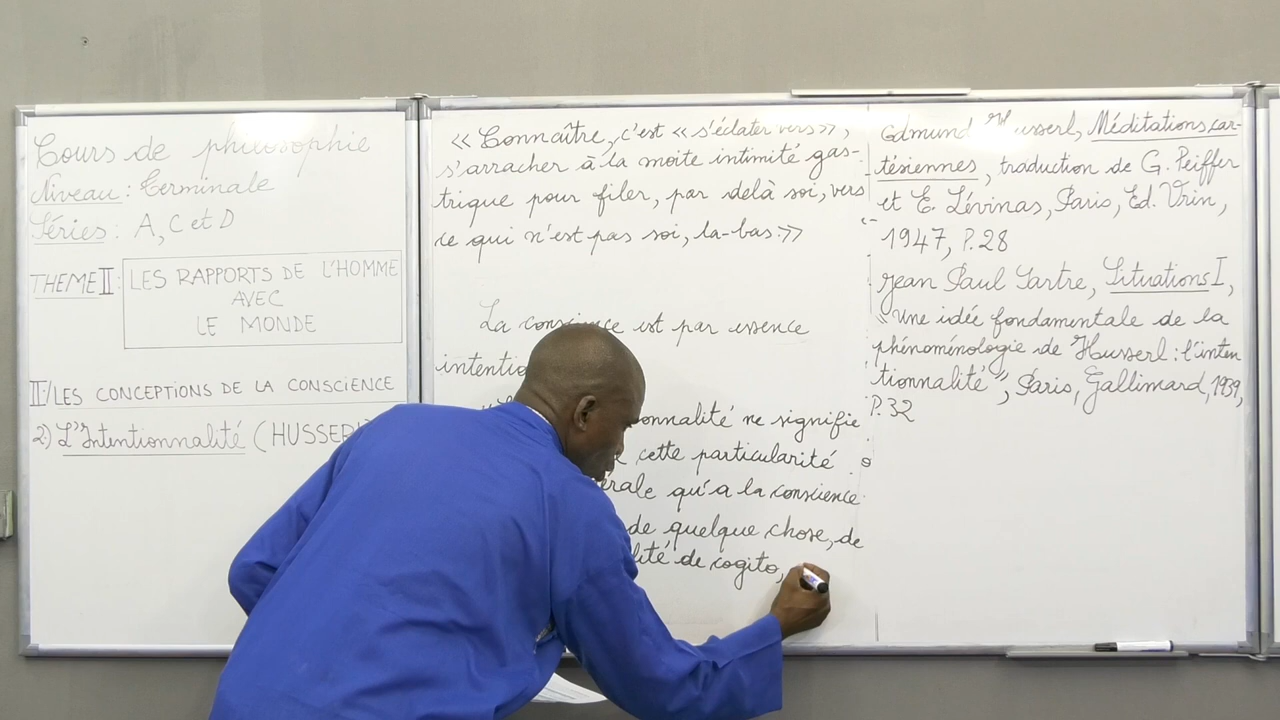 Cours de philosophie
Niveau : Terminale
Séries : A, C et D
THEME II : LES RAPPORTS DE L'HOMME
AVEC
LE MONDE
II-/ LES CONCEPTIONS DE LA CONSCIENCE
2) L'Intentionnalité (HUSSER
« Connaître, c'est « s'éclater vers »,
s'arracher à la moite intimité gas-
trique pour filer, par delà soi, vers
ce qui n'est pas soi, la-bas. »
La conscience est par essence
intentio
onnalité ne signifie
cette particularité
érale qu'a la conscience
de quelque chose, de
lité de cogito,
Edmund Husserl, Méditations car-
tésiennes, traduction de G. Peiffer
et E. Lévinas, Paris, Ed. Vrin,
1947, P.28
Jean Paul Sartre, Situations I,
"Une idée fondamentale de la
phénoménologie de Husserl : l'inten
tionnalité", Paris, Gallimard, 1939,
P.32